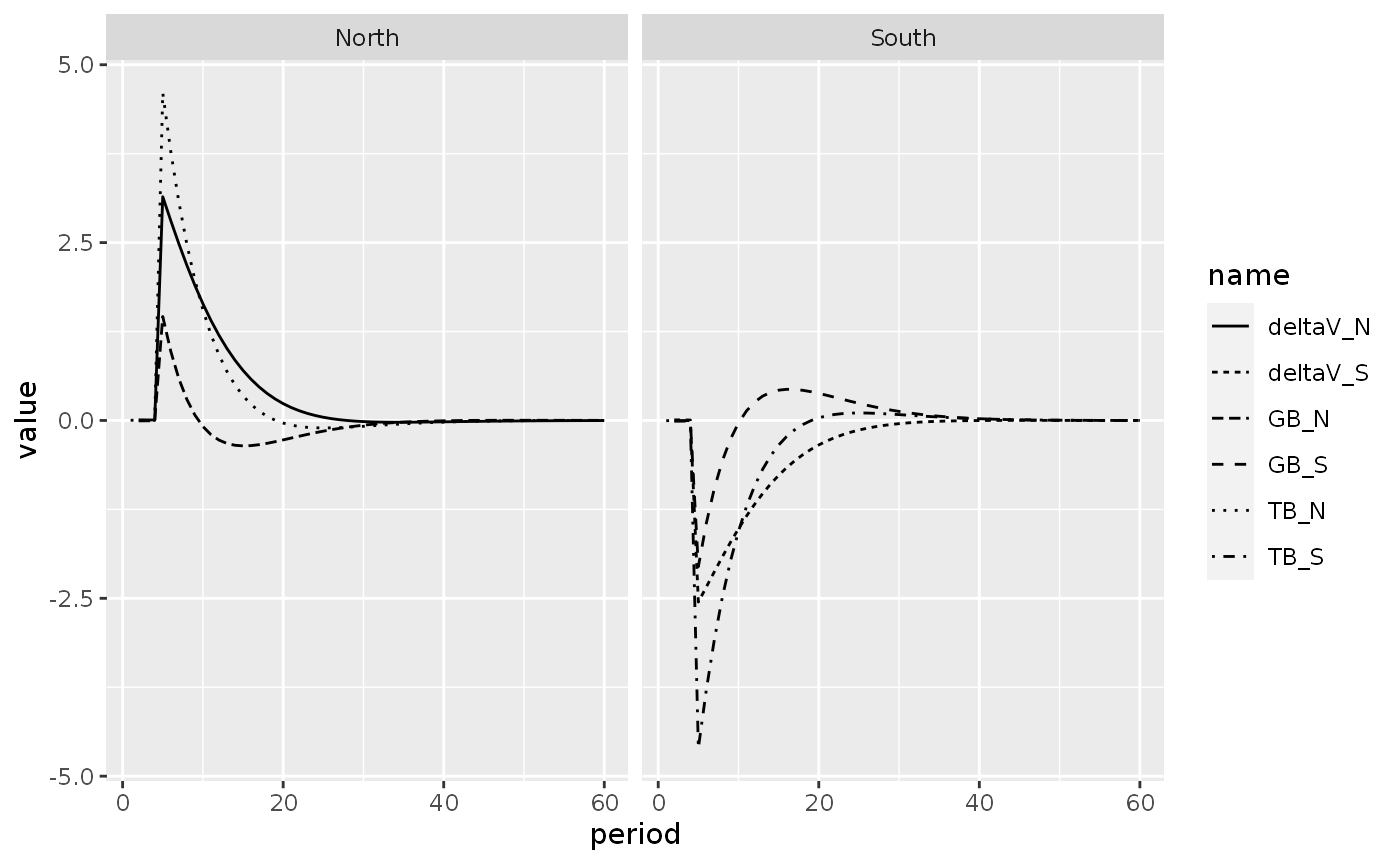 North South
5.0
2.5
0.0
-2.5
-5.0
value
0 20 40 60 0 20 40 60
period
name
deltaV_N
deltaV_S
GB_N
GB_S
TB_N
TB_S